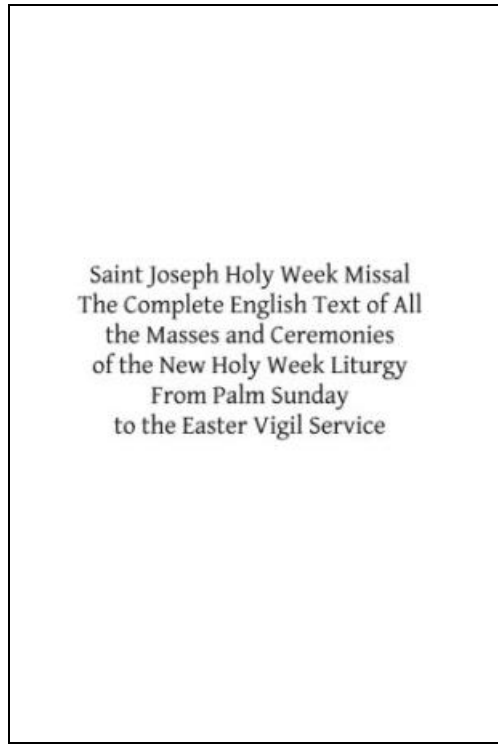 Saint Joseph Holy Week Missal
The Complete English Text of All
the Masses and Ceremonies
of the New Holy Week Liturgy
From Palm Sunday
to the Easter Vigil Service